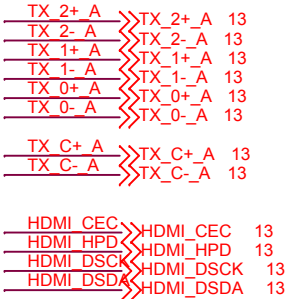 TX_2+_A TX_2+_A 13
TX_2-_A TX_2-_A 13
TX_1+_A TX_1+_A 13
TX_1-_A TX_1-_A 13
TX_0+_A TX_0+_A 13
TX_0-_A TX_0-_A 13
TX_C+_A TX_C+_A 13
TX_C-_A TX_C-_A 13
HDMI_CEC HDMI_CEC 13
HDMI_HPD HDMI_HPD 13
HDMI_DSCK HDMI_DSCK 13
HDMI_DSDA HDMI_DSDA 13